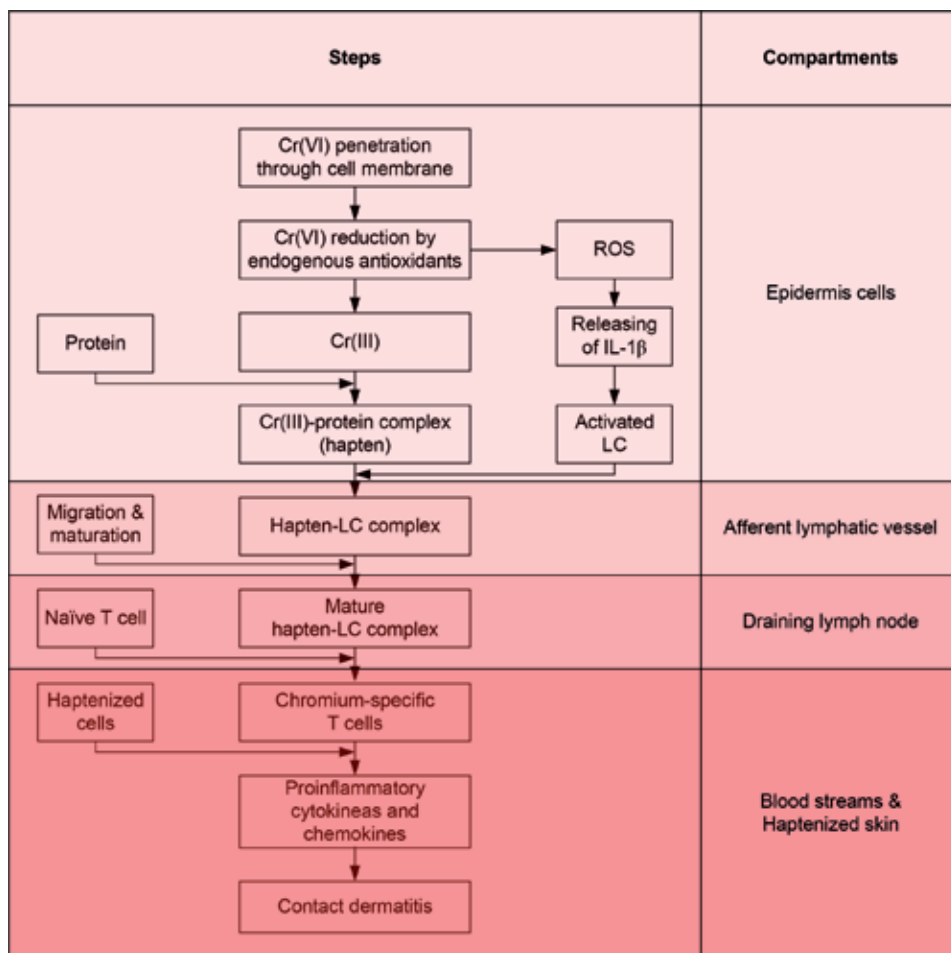 Steps
Compartments
Cr(VI) penetration
through cell membrane
Cr(VI) reduction by
endogenous antioxidants
ROS
Epidermis cells
Protein
Cr(III)
Releasing
of IL-1β
Cr(III)-protein complex
(hapten)
Activated
LC
Migration &
maturation
Hapten-LC complex
Afferent lymphatic vessel
Naïve T cell
Mature
hapten-LC complex
Draining lymph node
Haptenized
cells
Chromium-specific
T cells
Proinflammatory
cytokineas and
chemokines
Blood streams &
Haptenized skin
Contact dermatitis